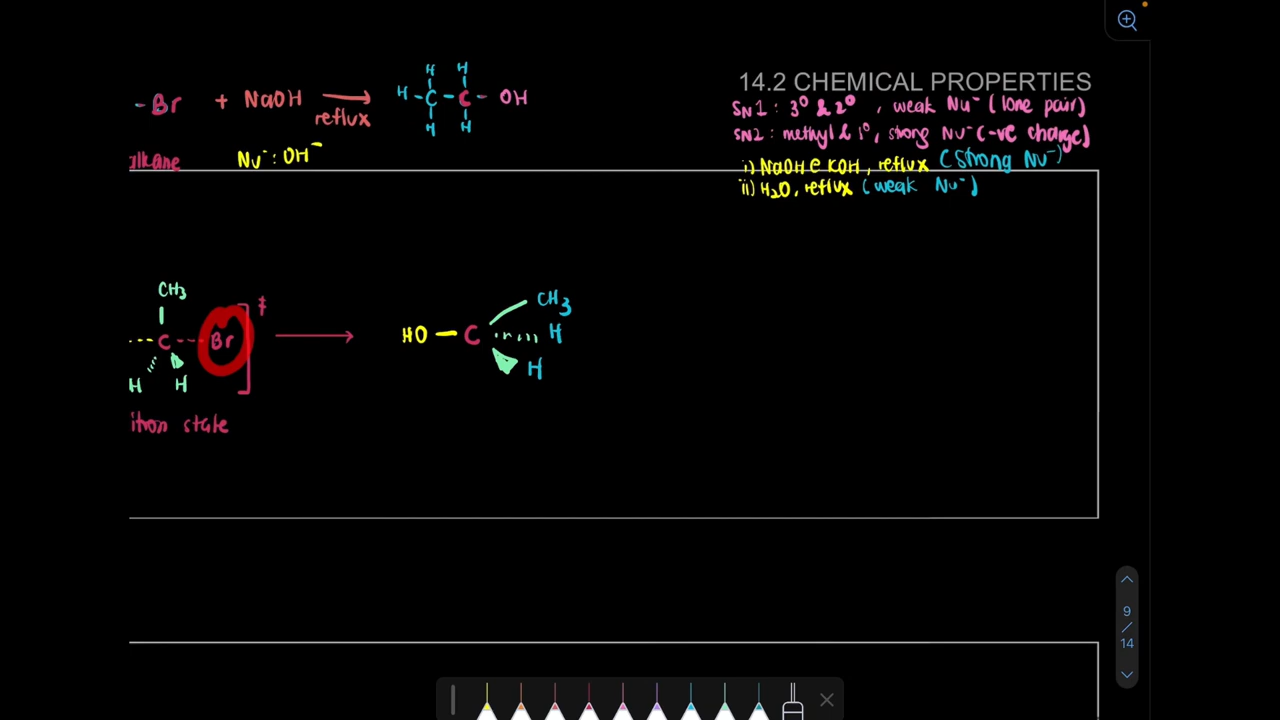 14.2 CHEMICAL PROPERTIES
SN1 : 3° & 2° , weak Nu⁻ (lone pair)
SN2 : methyl & 1°, strong Nu⁻ (-ve charge)
i) NaOH @ KOH, reflux (strong Nu⁻)
ii) H₂O, reflux (weak Nu⁻)
H H
-Br + NaOH → H - C - C - OH
reflux
H H
alkane Nu⁻ : OH⁻
CH₃ ‡ CH₃
C Br ] → HO - C H
H H H
ition state
9
/
14